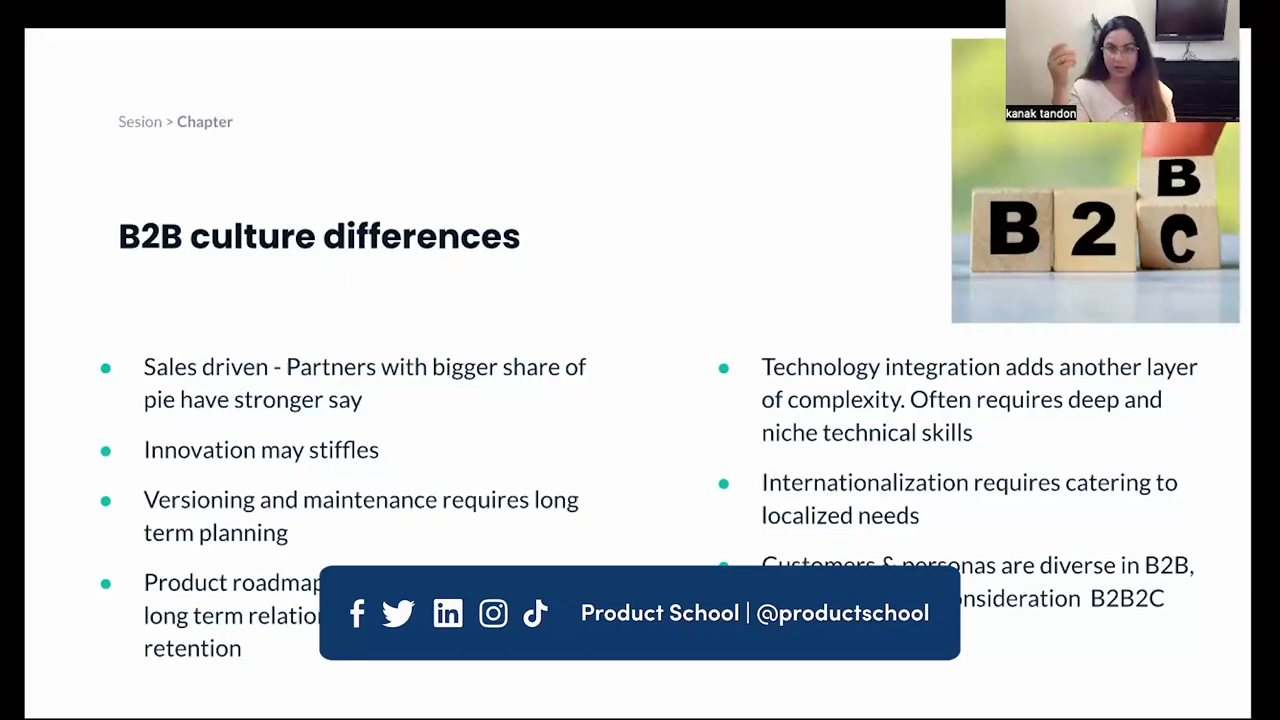 kanak tandon
Sesion > Chapter
B2B culture differences
B
B 2 C
Sales driven - Partners with bigger share of
pie have stronger say
Innovation may stiffles
Versioning and maintenance requires long
term planning
Product roadmap
long term
retention
Technology integration adds another layer
of complexity. Often requires deep and
niche technical skills
Internationalization requires catering to
localized needs
Customers & personas are diverse in B2B,
B2B2C
Product School | @productschool